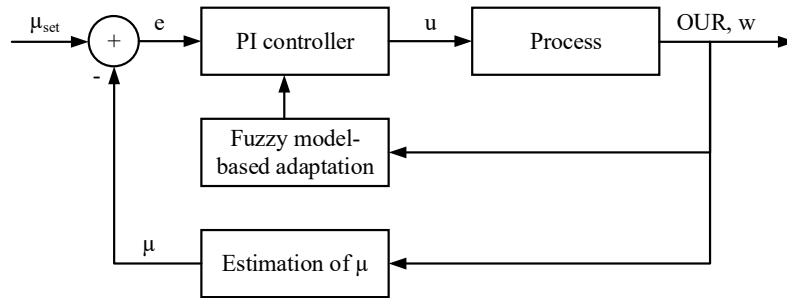 μset
e
PI controller
u
Process
OUR, w
+
-
Fuzzy model-
based adaptation
μ
Estimation of μ